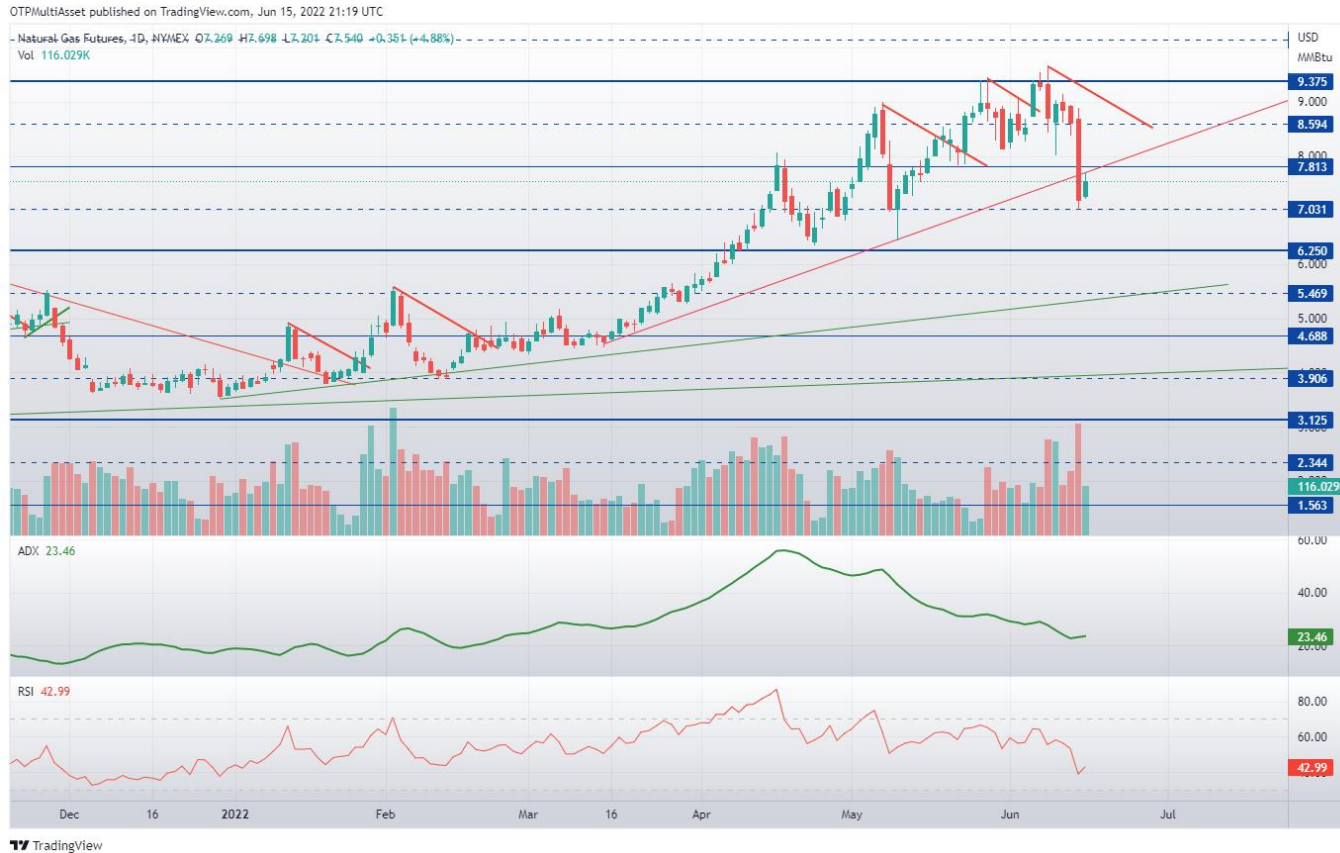 OTPMultiAsset published on TradingView.com, Jun 15, 2022 21:19 UTC
Natural Gas Futures, 1D, NYMEX O7.269 H7.698 L7.201 C7.540 +0.351 (+4.88%)
Vol 116.029K
USD
MMBtu
9.375
9.000
8.594
8.000
7.813
7.031
6.250
6.000
5.469
5.000
4.688
3.906
3.125
2.344
116.029
1.563
ADX 23.46
60.00
40.00
23.46
20.00
RSI 42.99
80.00
60.00
42.99
Dec 16 2022 Feb Mar 16 Apr May Jun Jul
TradingView